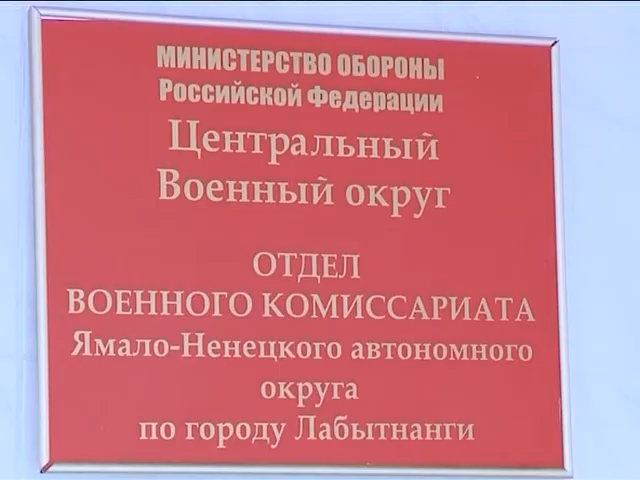 МИНИСТЕРСТВО ОБОРОНЫ
Российской Федерации
Центральный
Военный округ
ОТДЕЛ
ВОЕННОГО КОМИССАРИАТА
Ямало-Ненецкого автономного
округа
по городу Лабытнанги